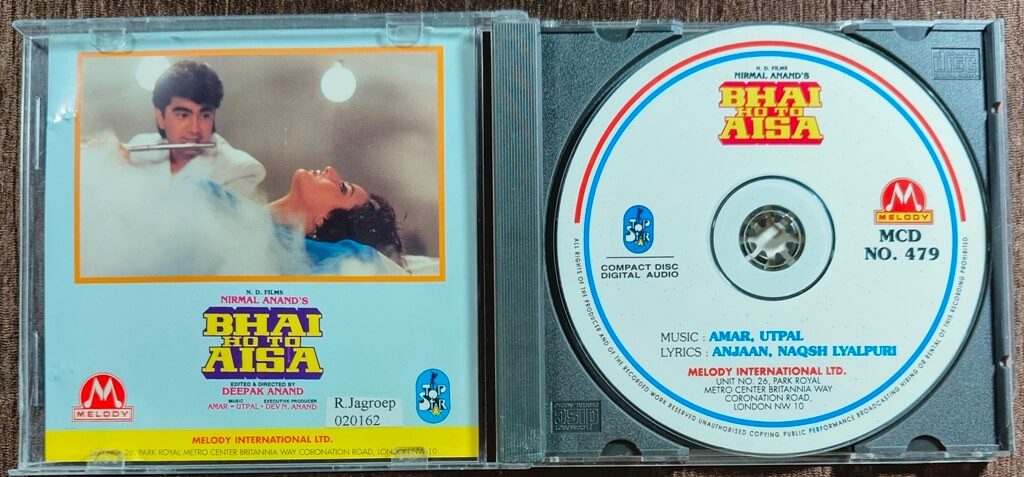 N. D. FILMS
NIRMAL ANAND'S
BHAI
HO TO
AISA
EDITED & DIRECTED BY
DEEPAK ANAND
MUSIC EXECUTIVE PRODUCER
AMAR - UTPAL • DEV N. ANAND
MELODY
R.Jagroep
020162
TOP STAR
MELODY INTERNATIONAL LTD.
26, PARK ROYAL METRO CENTER BRITANNIA WAY CORONATION ROAD, LONDON NW-10
N. D. FILMS
NIRMAL ANAND'S
BHAI
HO TO
AISA
TOP STAR
COMPACT DISC
DIGITAL AUDIO
MELODY
MCD
NO. 479
MUSIC : AMAR, UTPAL
LYRICS : ANJAAN, NAQSH LYALPURI
MELODY INTERNATIONAL LTD.
UNIT NO. 26, PARK ROYAL
METRO CENTER BRITANNIA WAY
CORONATION ROAD,
LONDON NW-10
ALL RIGHTS OF THE PRODUCER AND OF THE RECORDED WORK RESERVED UNAUTHORISED COPYING PUBLIC PERFORMANCE BROADCASTING HIRING OR RENTAL OF THIS RECORDING PROHIBITED.
disc